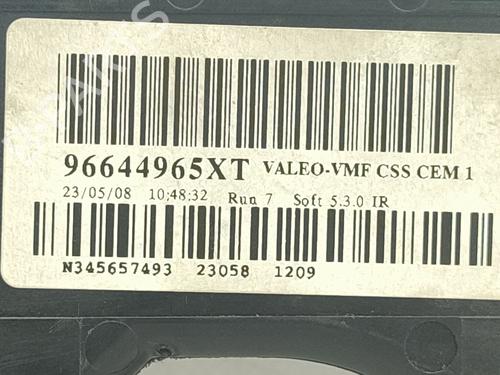 96644965XT VALEO-VMF CSS CEM 1
23/05/08 10:48:32 Run 7 Soft 5.3.0 IR
N345657493 23058 1209